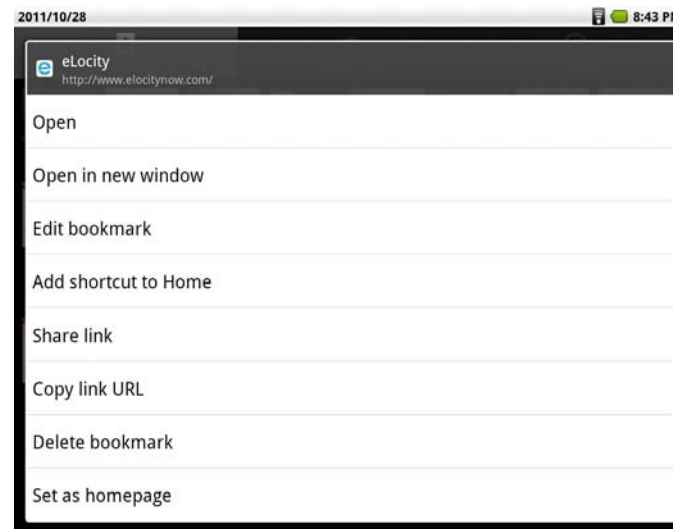 2011/10/28 8:43 PM
eLocity
http://www.elocitynow.com/
Open
Open in new window
Edit bookmark
Add shortcut to Home
Share link
Copy link URL
Delete bookmark
Set as homepage